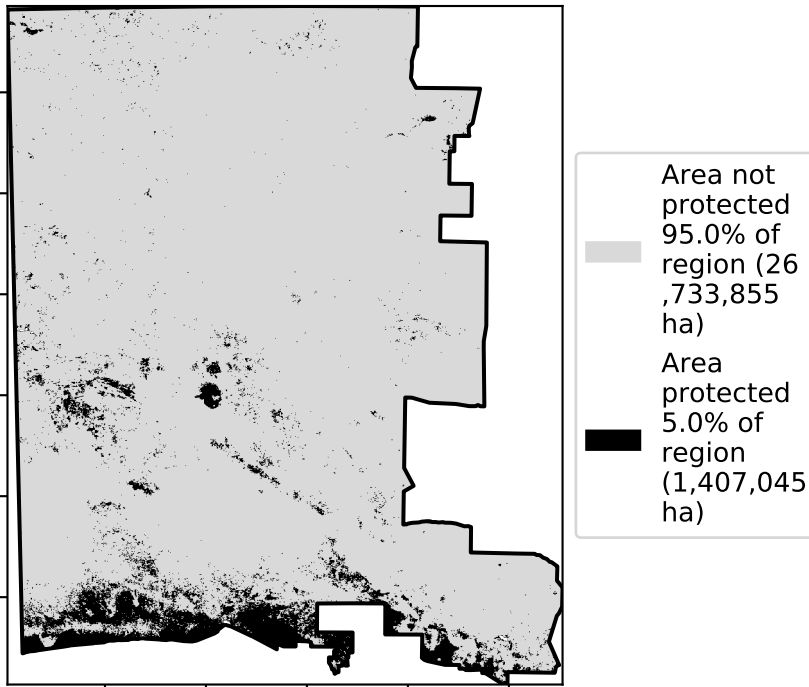 Area not
protected
95.0% of
region (26
,733,855
ha)
Area
protected
5.0% of
region
(1,407,045
ha)